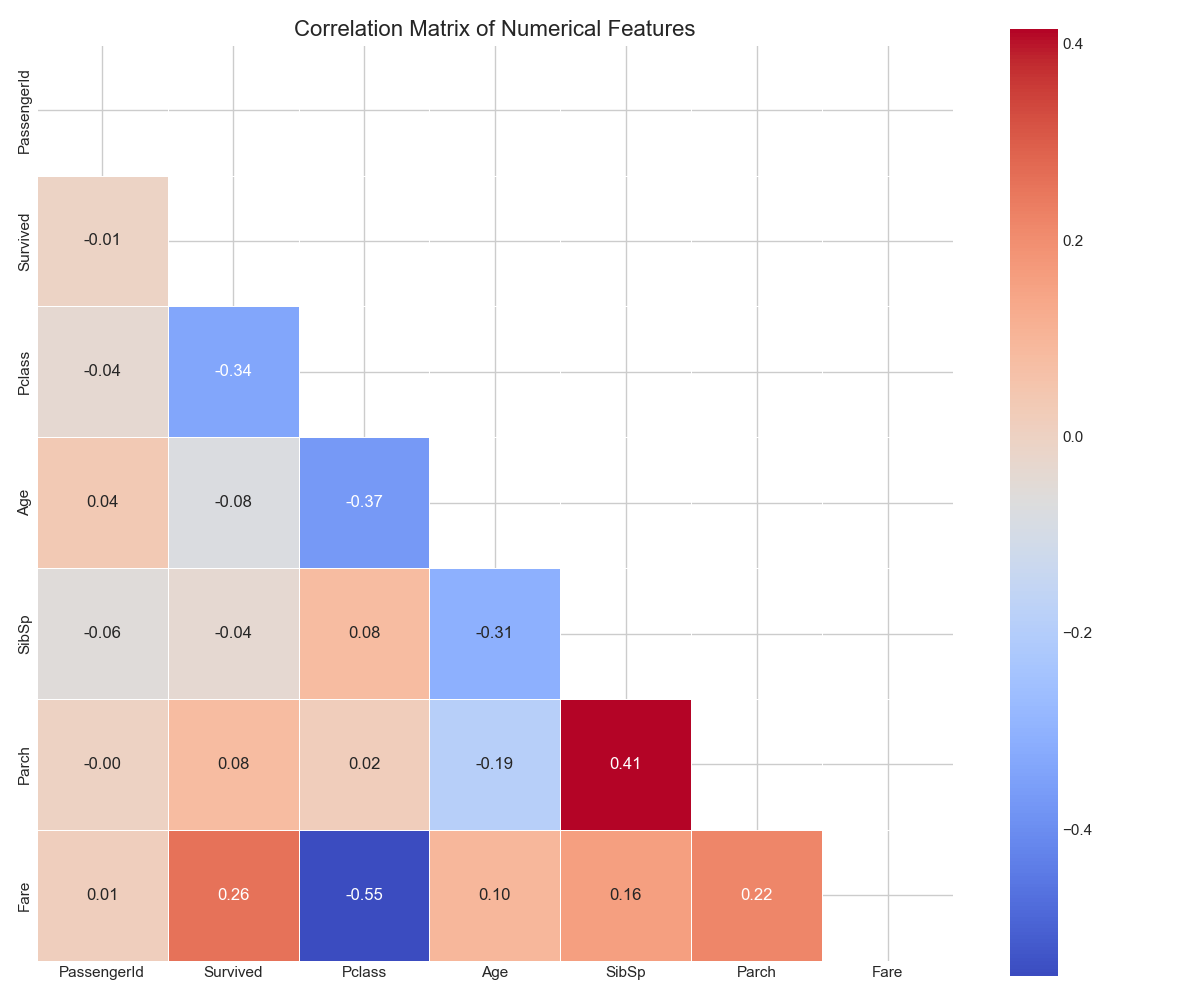 Correlation Matrix of Numerical Features
PassengerId
Survived
-0.01
Pclass
-0.04 -0.34
Age
0.04 -0.08 -0.37
SibSp
-0.06 -0.04 0.08 -0.31
Parch
-0.00 0.08 0.02 -0.19 0.41
Fare
0.01 0.26 -0.55 0.10 0.16 0.22
PassengerId Survived Pclass Age SibSp Parch Fare
0.4
0.2
0.0
−0.2
−0.4